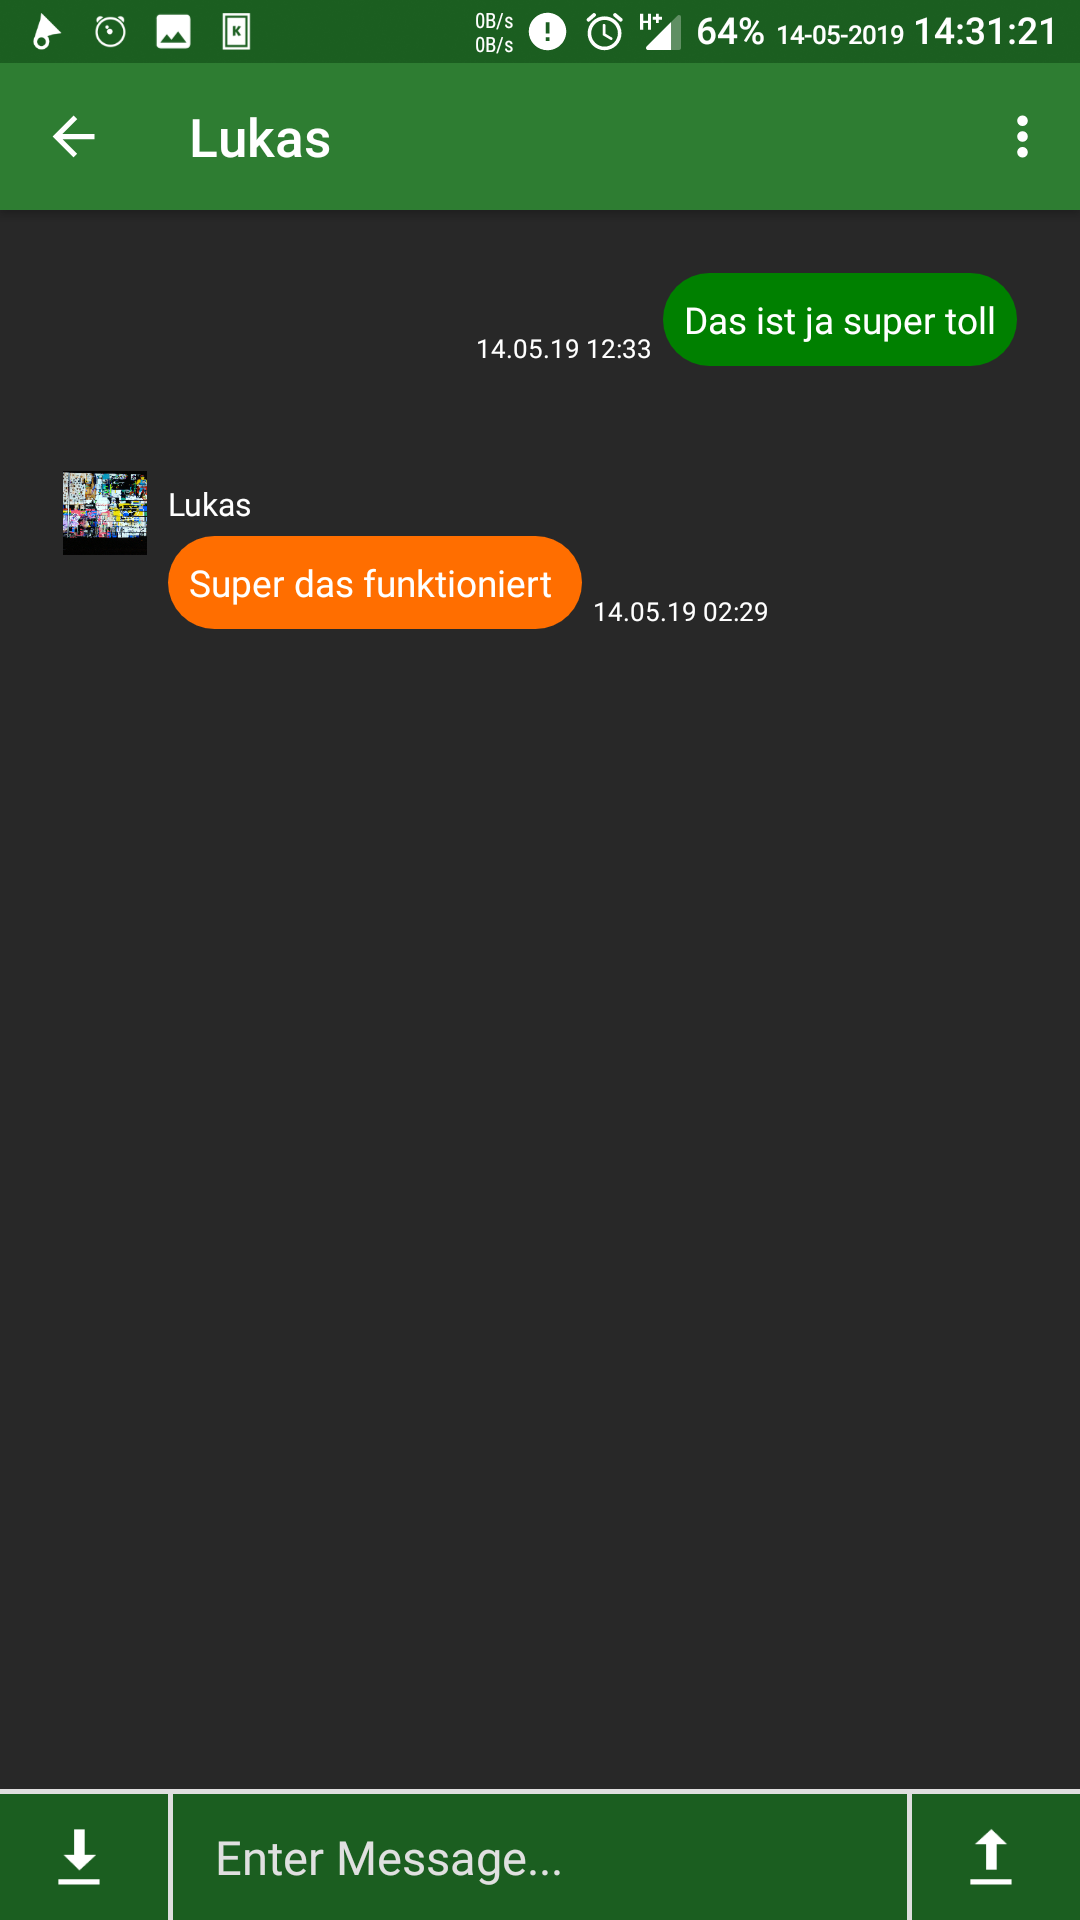 0B/s
0B/s
H+ 64% 14-05-2019 14:31:21
K
Lukas
Das ist ja super toll
14.05.19 12:33
Lukas
Super das funktioniert
14.05.19 02:29
Enter Message...